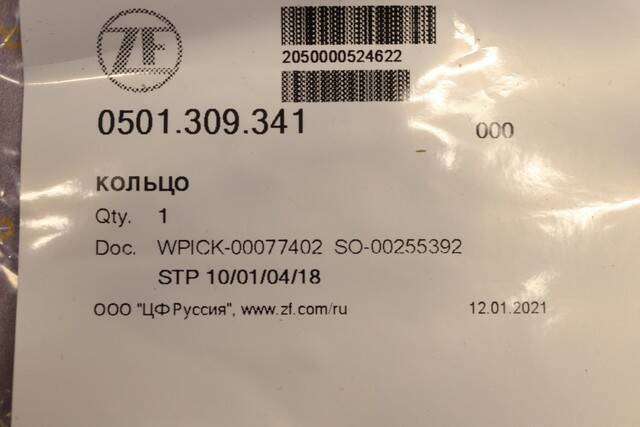 ZF
2050000524622
0501.309.341 000
кольцо
Qty. 1
Doc. WPICK-00077402 SO-00255392
STP 10/01/04/18
ООО "ЦФ Руссия", www.zf.com/ru 12.01.2021